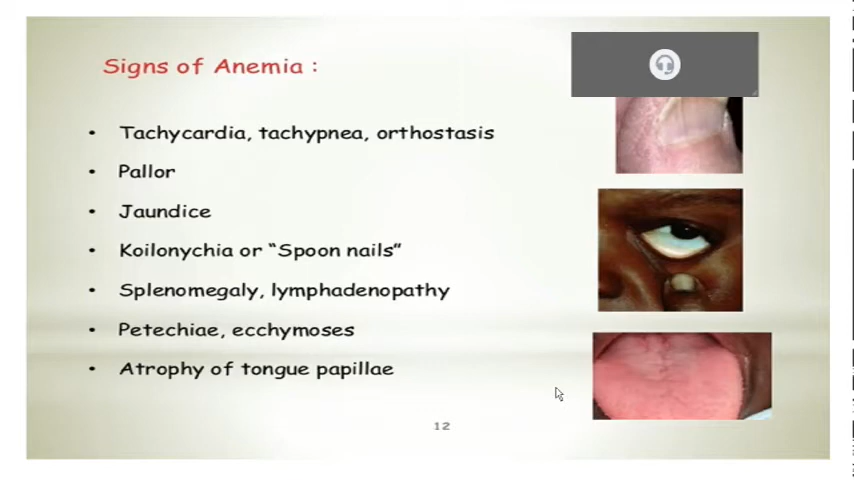 Signs of Anemia :
• Tachycardia, tachypnea, orthostasis
• Pallor
• Jaundice
• Koilonychia or “Spoon nails”
• Splenomegaly, lymphadenopathy
• Petechiae, ecchymoses
• Atrophy of tongue papillae
12